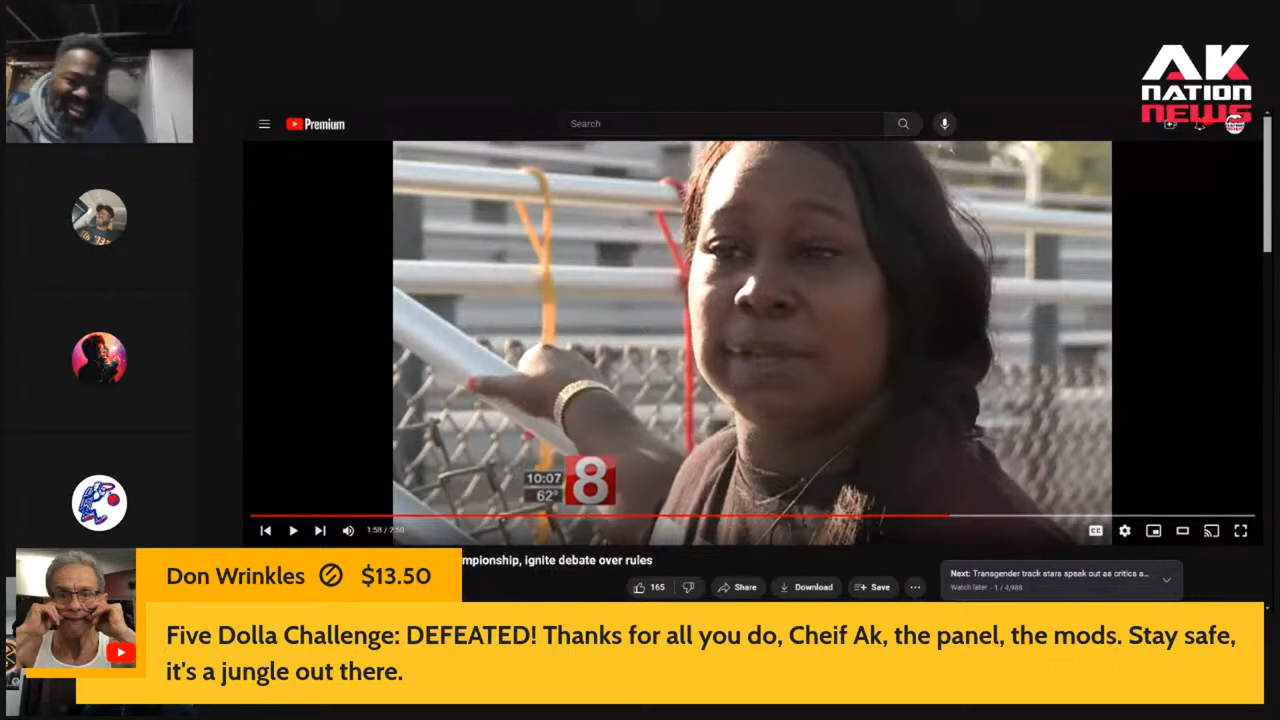 AK
NATION
NEWS
Premium
Search
10:07
62°
8
1:58 / 2:50
CC
mpionship, ignite debate over rules
165
Share
Download
Save
Next: Transgender track stars speak out as critics a...
Watch later - 1 / 4,988
Don Wrinkles $13.50
Five Dolla Challenge: DEFEATED! Thanks for all you do, Cheif Ak, the panel, the mods. Stay safe,
it's a jungle out there.